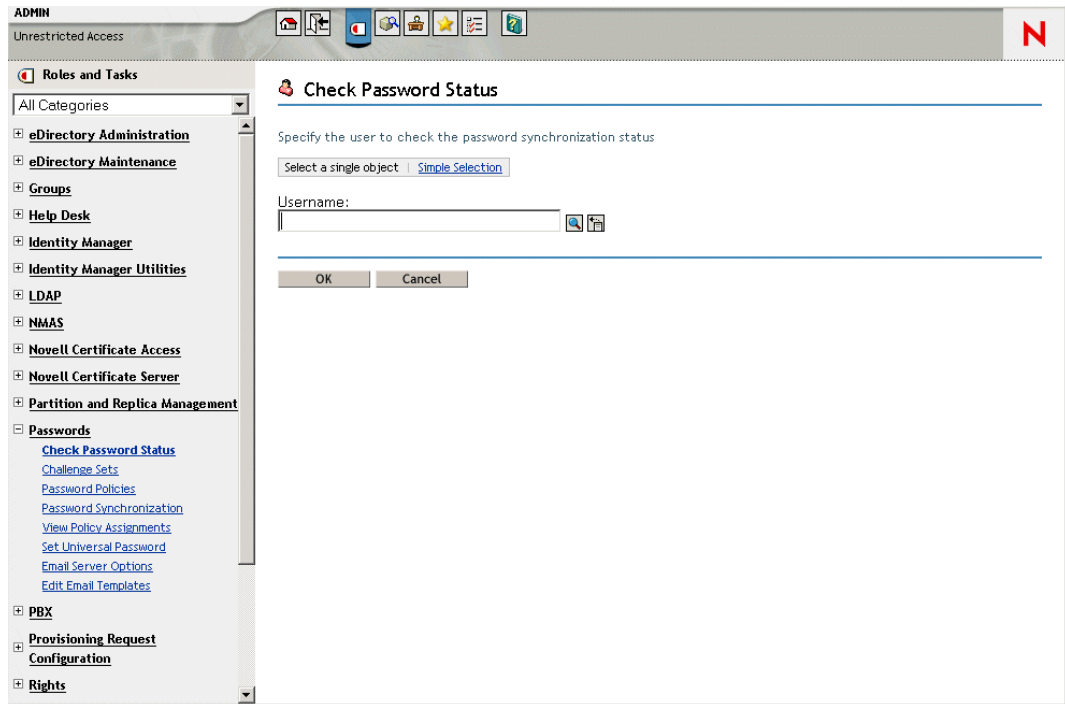 ADMIN
Unrestricted Access
N
Roles and Tasks
All Categories
eDirectory Administration
eDirectory Maintenance
Groups
Help Desk
Identity Manager
Identity Manager Utilities
LDAP
NMAS
Novell Certificate Access
Novell Certificate Server
Partition and Replica Management
Passwords
Check Password Status
Challenge Sets
Password Policies
Password Synchronization
View Policy Assignments
Set Universal Password
Email Server Options
Edit Email Templates
PBX
Provisioning Request
Configuration
Rights
Check Password Status
Specify the user to check the password synchronization status
Select a single object | Simple Selection
Username:
OK Cancel